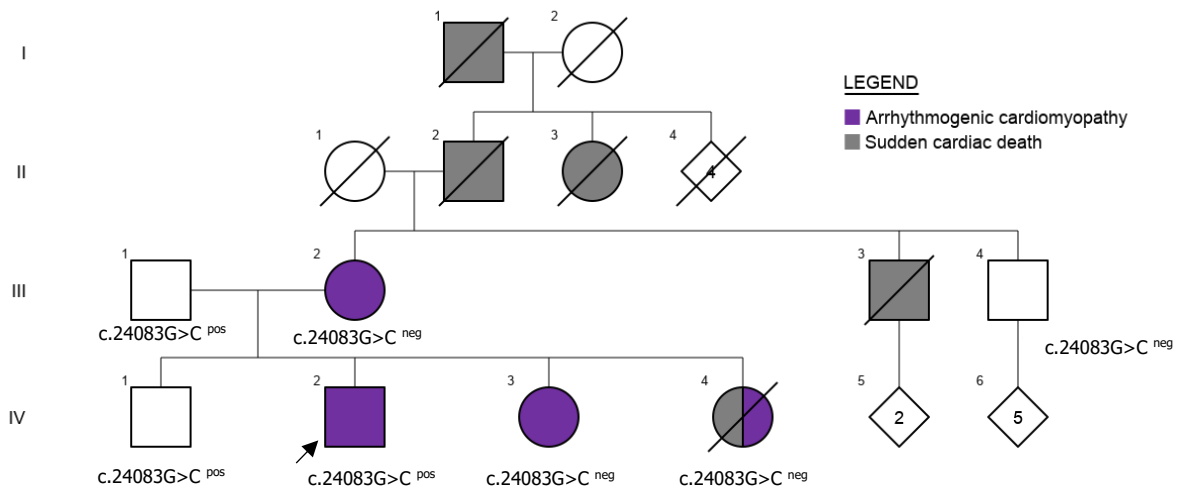 1
2
I
LEGEND
Arrhythmogenic cardiomyopathy
Sudden cardiac death
1
2
3
4
II
4
1
2
3
4
III
c.24083G>C pos
c.24083G>C neg
c.24083G>C neg
1
2
3
4
5
6
IV
2
5
c.24083G>C pos
c.24083G>C pos
c.24083G>C neg
c.24083G>C neg